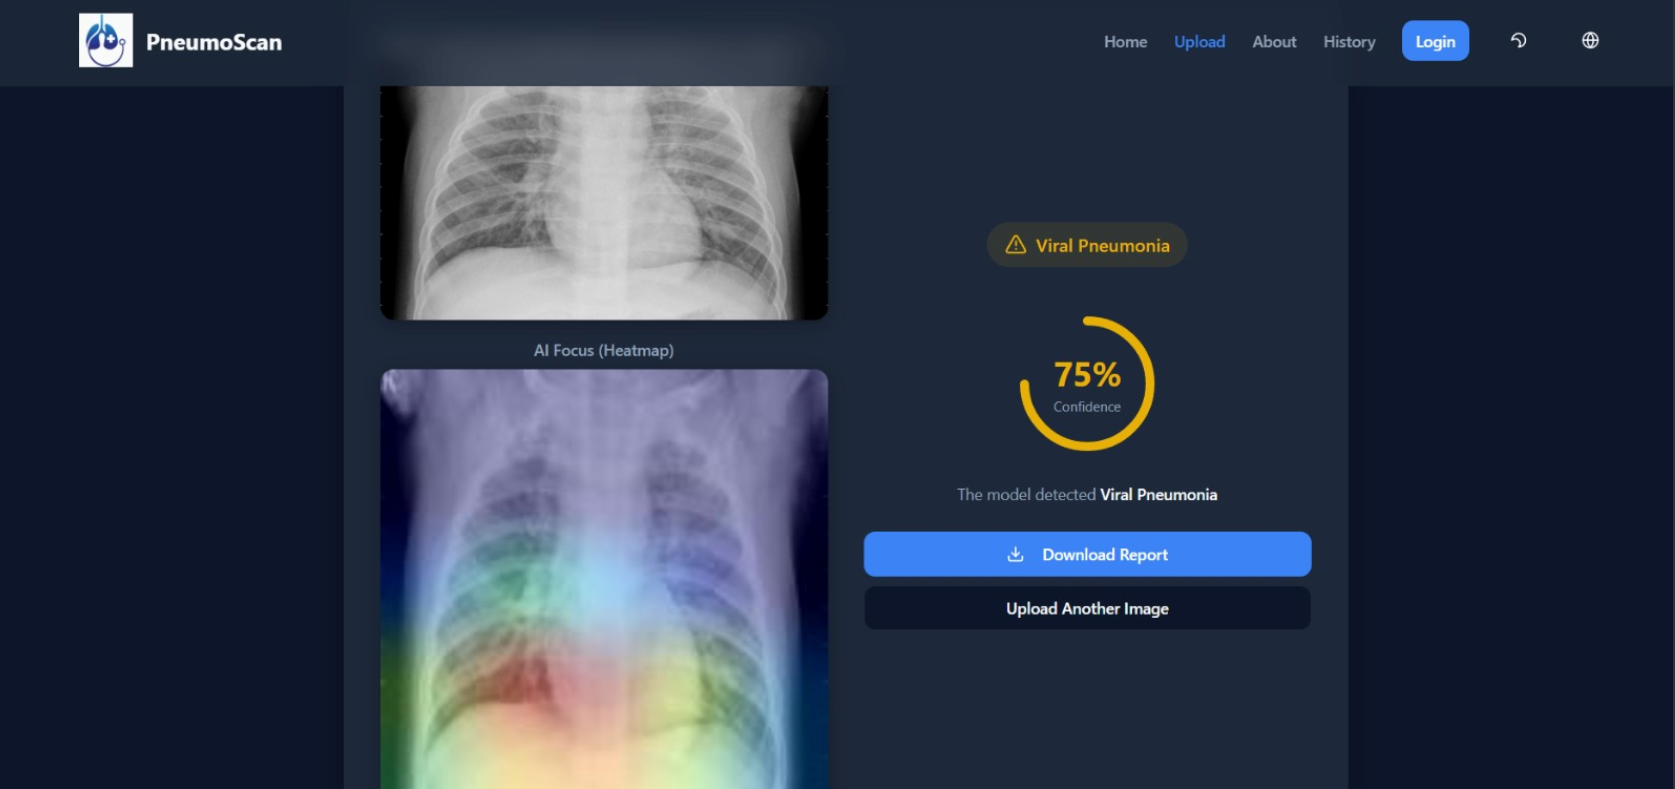 PneumoScan
Home
Upload
About
History
Login
AI Focus (Heatmap)
Viral Pneumonia
75%
Confidence
The model detected Viral Pneumonia
Download Report
Upload Another Image